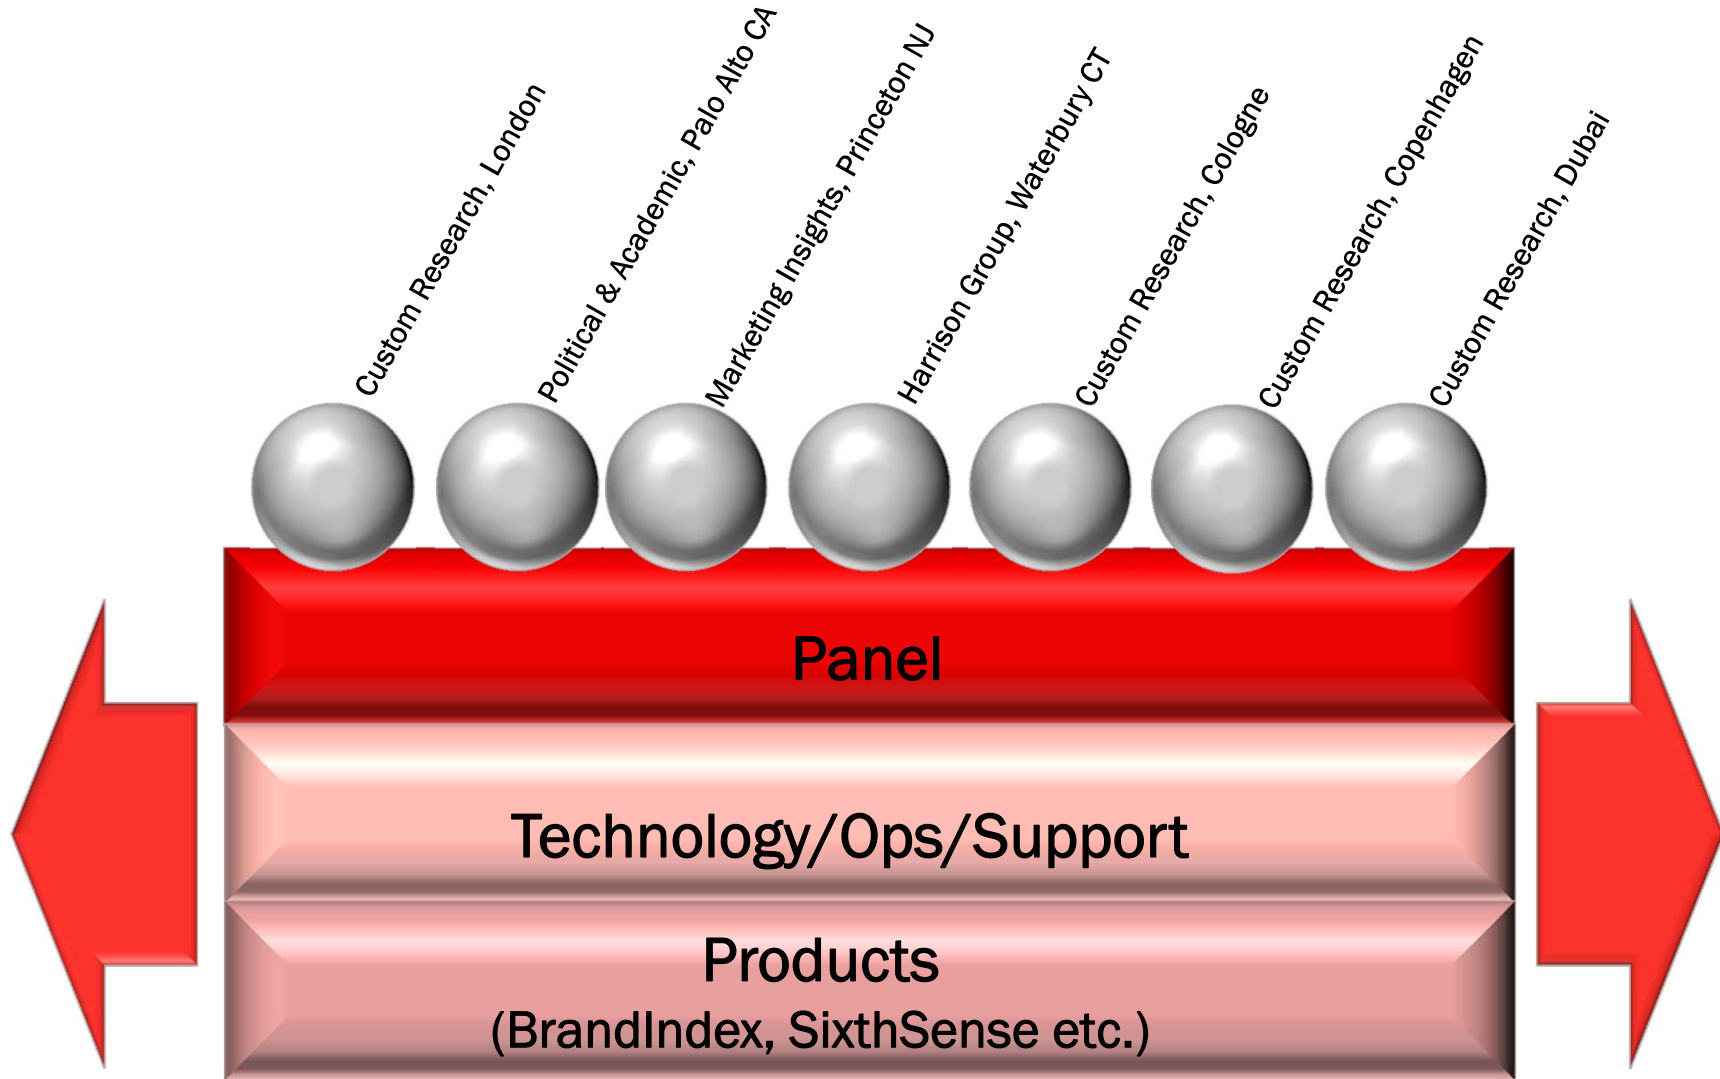 Custom Research, London
Political & Academic, Palo Alto CA
Marketing Insights, Princeton NJ
Harrison Group, Waterbury CT
Custom Research, Cologne
Custom Research, Copenhagen
Custom Research, Dubai
Panel
Technology/Ops/Support
Products
(BrandIndex, SixthSense etc.)